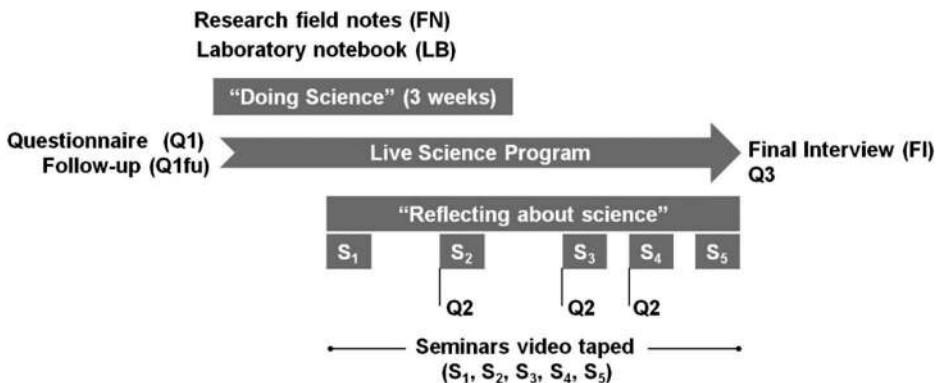 Research field notes (FN)
Laboratory notebook (LB)
“Doing Science” (3 weeks)
Questionnaire (Q1)
Follow-up (Q1fu)
Live Science Program
Final Interview (FI)
Q3
“Reflecting about science”
S₁ S₂ S₃ S₄ S₅
Q2 Q2 Q2
Seminars video taped
(S₁, S₂, S₃, S₄, S₅)